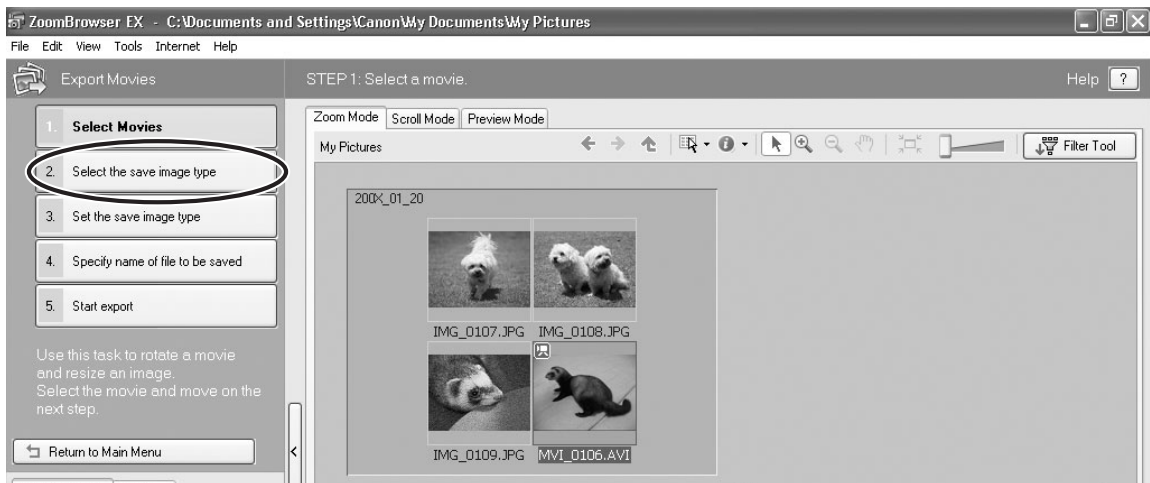 ZoomBrowser EX - C:\Documents and Settings\Canon\My Documents\My Pictures
File Edit View Tools Internet Help
Export Movies
STEP 1: Select a movie.
Help ?
1. Select Movies
2. Select the save image type
3. Set the save image type
4. Specify name of file to be saved
5. Start export
Use this task to rotate a movie
and resize an image.
Select the movie and move on the
next step.
Return to Main Menu
Zoom Mode Scroll Mode Preview Mode
My Pictures
Filter Tool
200X_01_20
IMG_0107.JPG IMG_0108.JPG
IMG_0109.JPG MVI_0106.AVI